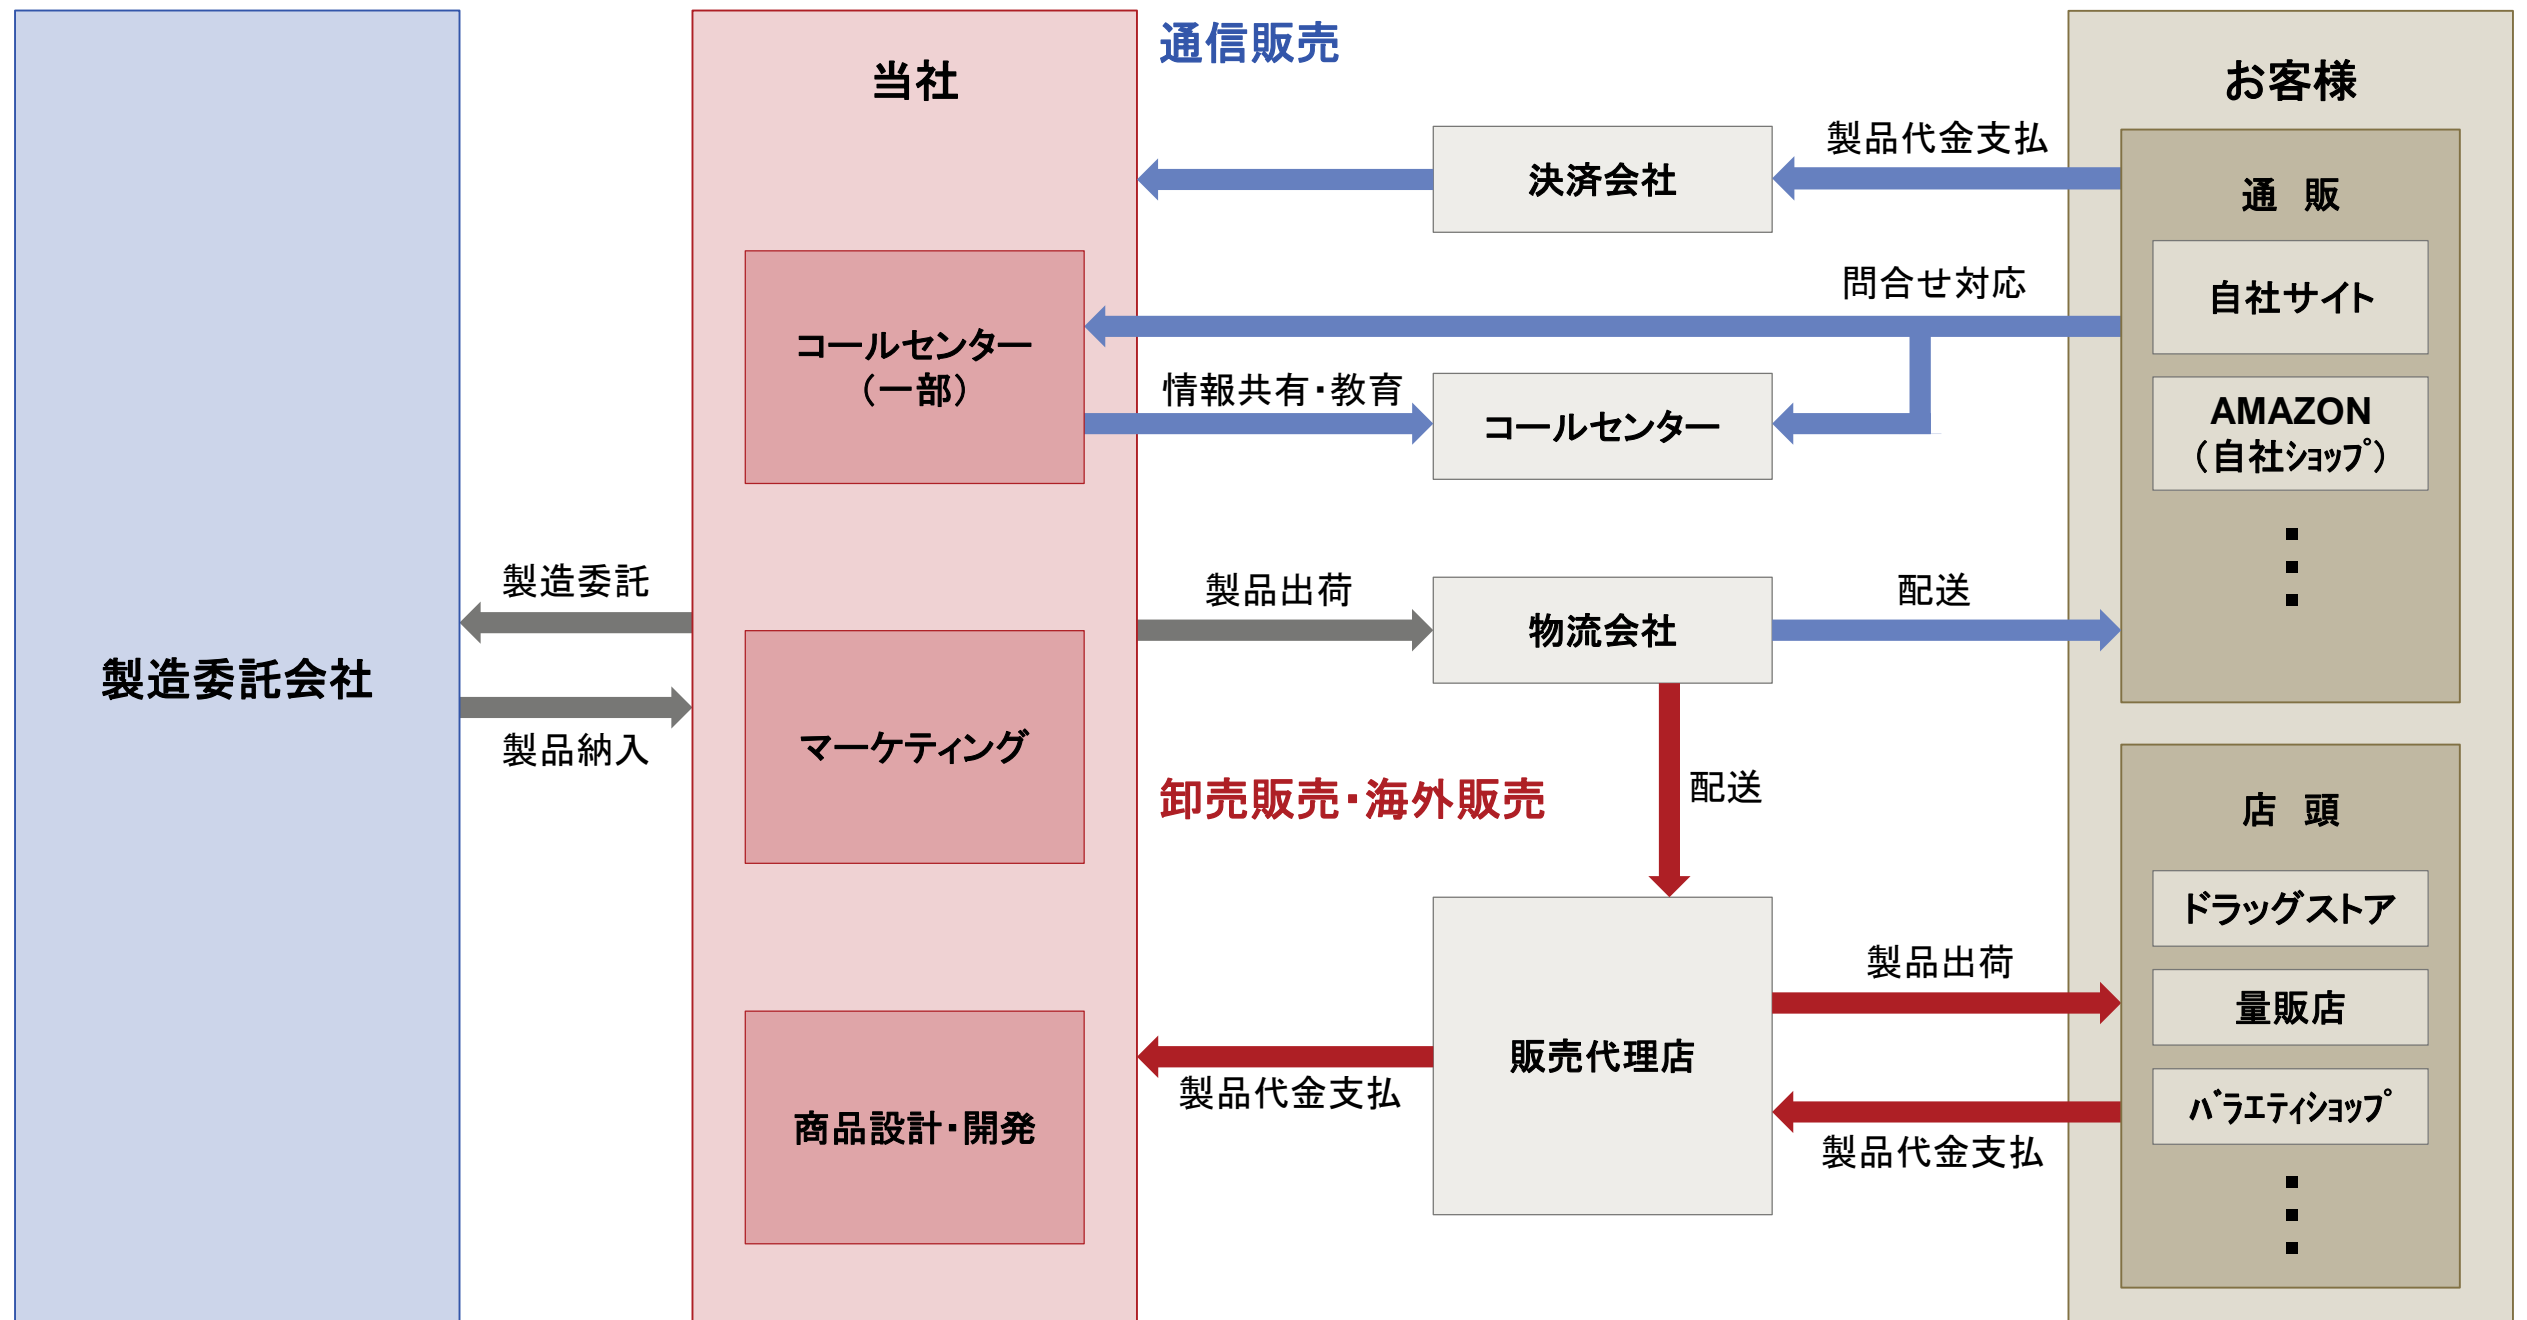 製造委託会社
製造委託
製品納入
当社
コールセンター
（一部）
マーケティング
商品設計・開発
通信販売
決済会社
製品代金支払
問合せ対応
情報共有・教育
コールセンター
製品出荷
物流会社
配送
卸売販売・海外販売
配送
販売代理店
製品出荷
製品代金支払
製品代金支払
お客様
通　販
自社サイト
AMAZON
（自社ｼｮｯﾌﾟ）
店　頭
ドラッグストア
量販店
ﾊﾞﾗｴﾃｨｼｮｯﾌﾟ